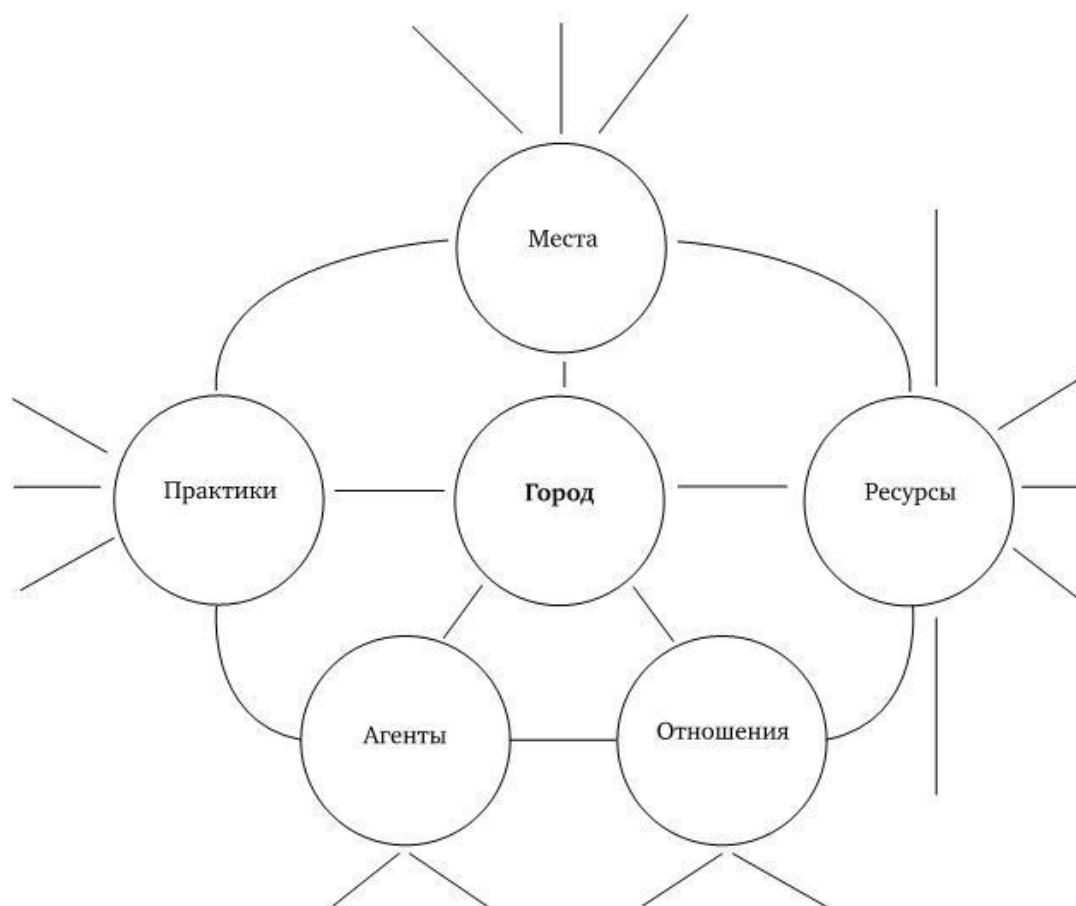 Места
Практики
Город
Ресурсы
Агенты
Отношения